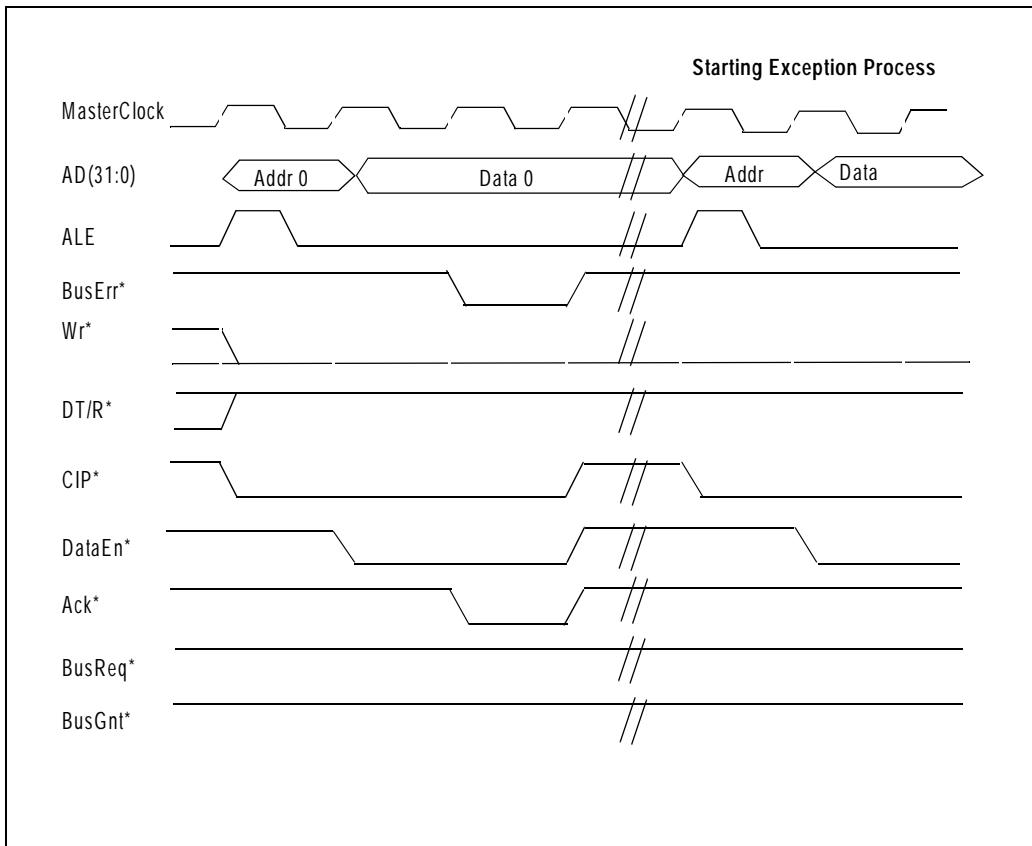 Starting Exception Process
MasterClock
AD(31:0)
Addr 0
Data 0
Addr
Data
ALE
BusErr*
Wr*
DT/R*
CIP*
DataEn*
Ack*
BusReq*
BusGnt*